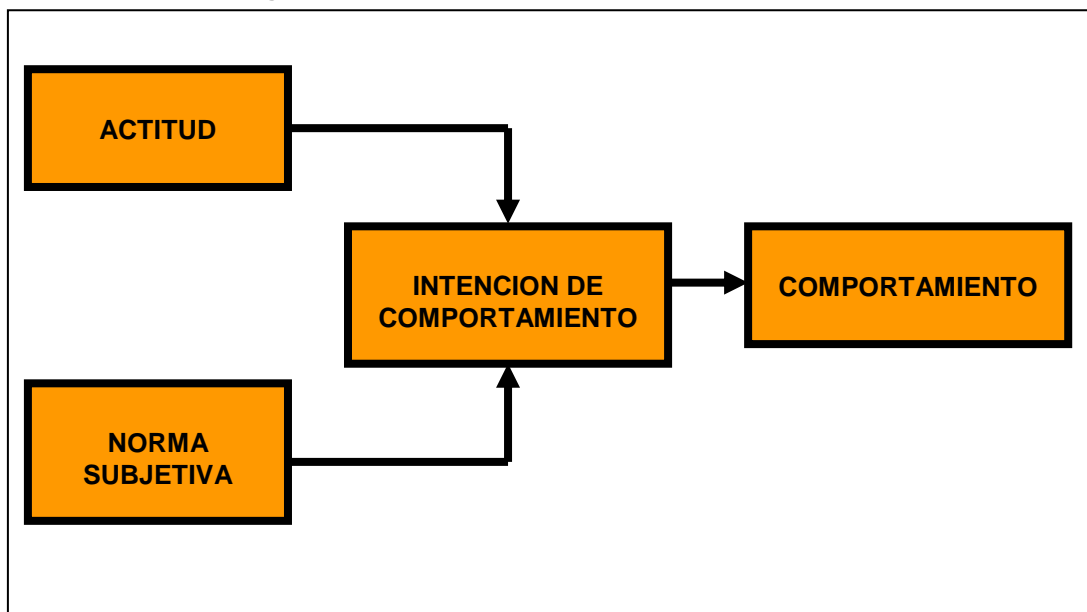 ACTITUD
INTENCION DE
COMPORTAMIENTO
COMPORTAMIENTO
NORMA
SUBJETIVA